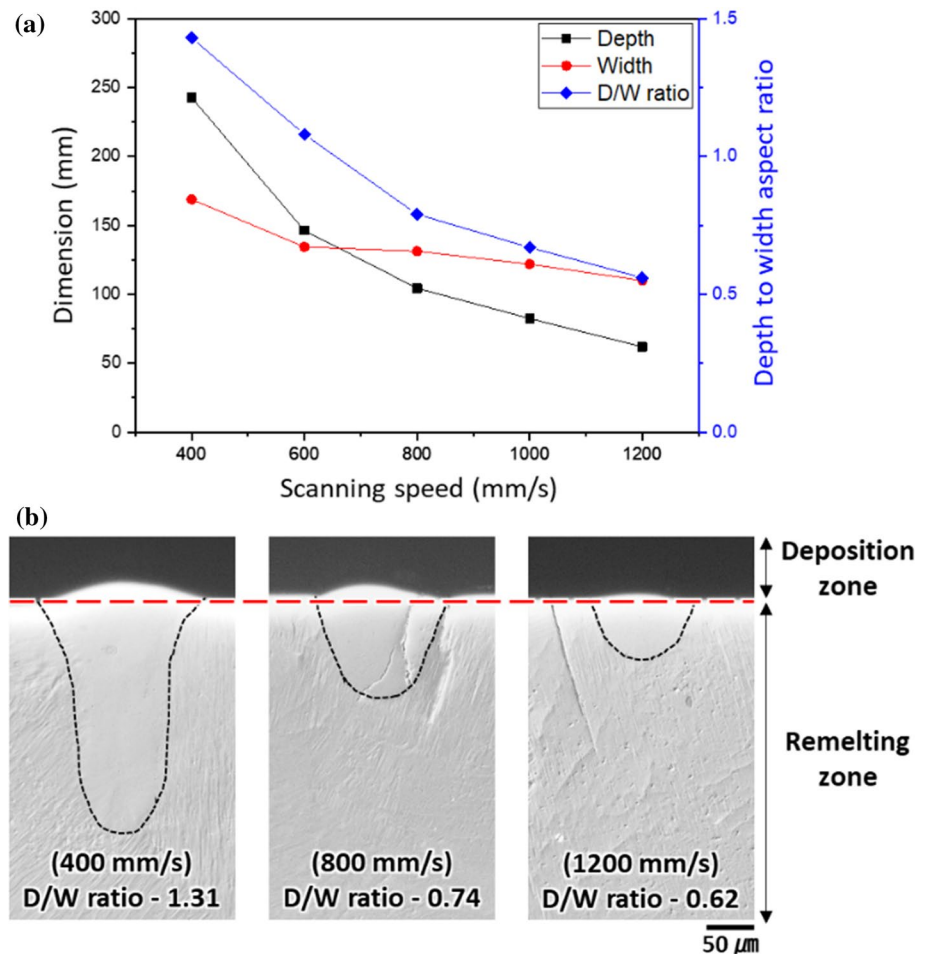 (a)
300
250
200
150
100
50
0
Dimension (mm)
Depth
Width
D/W ratio
1.5
1.0
0.5
0.0
Depth to width aspect ratio
400 600 800 1000 1200
Scanning speed (mm/s)
(b)
Deposition
zone
Remelting
zone
(400 mm/s)
D/W ratio - 1.31
(800 mm/s)
D/W ratio - 0.74
(1200 mm/s)
D/W ratio - 0.62
50 ㎛